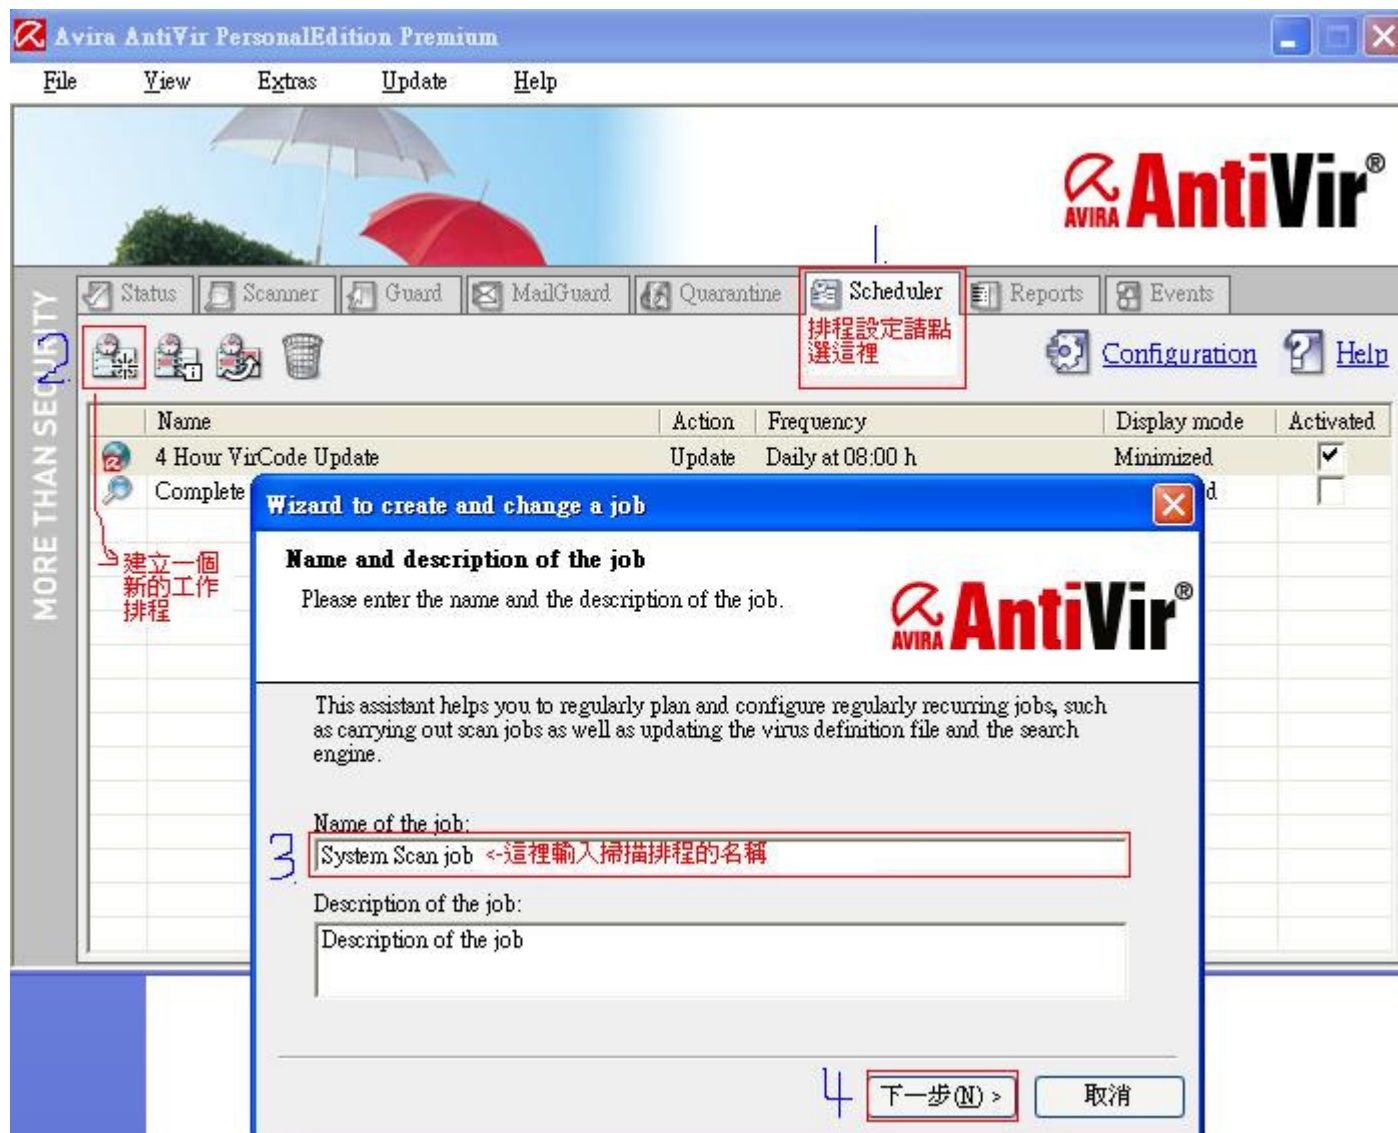 Avira AntiVir PersonalEdition Premium
File View Extras Update Help
AVIRA AntiVir®
1.
Status Scanner Guard MailGuard Quarantine Scheduler Reports Events
排程設定請點
選這裡
2.
Configuration Help
MORE THAN SECURITY
Name Action Frequency Display mode Activated
4 Hour VirCode Update Update Daily at 08:00 h Minimized
Complete d
建立一個
新的工作
排程
Wizard to create and change a job
Name and description of the job
Please enter the name and the description of the job.
AVIRA AntiVir®
This assistant helps you to regularly plan and configure regularly recurring jobs, such
as carrying out scan jobs as well as updating the virus definition file and the search
engine.
Name of the job:
3.
System Scan job <-這裡輸入掃描排程的名稱
Description of the job:
Description of the job
4 下一步(N) > 取消